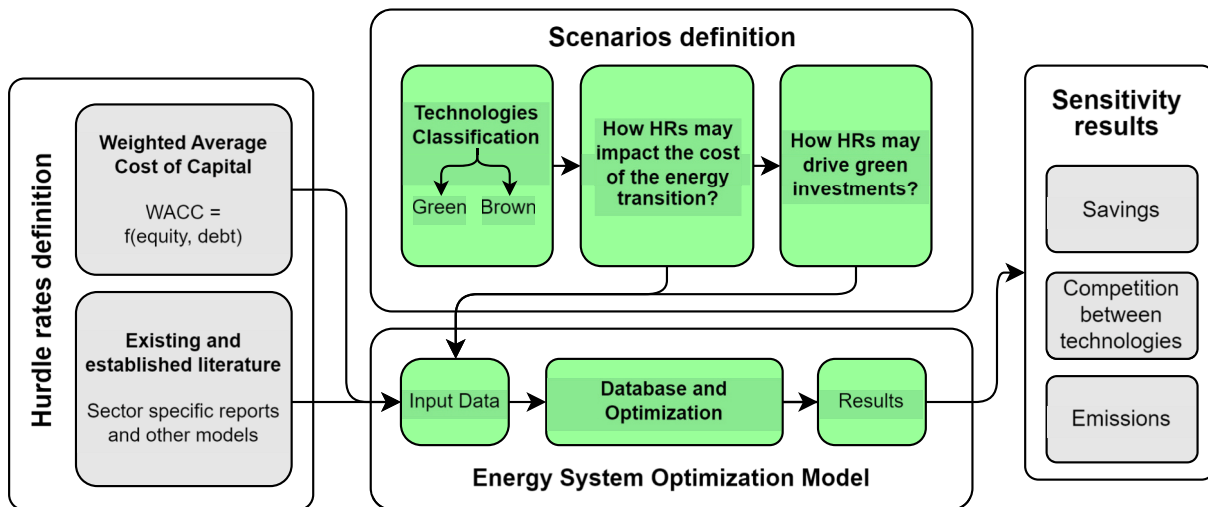 Hurdle rates definition
Weighted Average
Cost of Capital
WACC =
f(equity, debt)
Existing and
established literature
Sector specific reports
and other models
Scenarios definition
Technologies
Classification
Green
Brown
How HRs may
impact the cost
of the energy
transition?
How HRs may
drive green
investments?
Input Data
Database and
Optimization
Results
Energy System Optimization Model
Sensitivity
results
Savings
Competition
between
technologies
Emissions